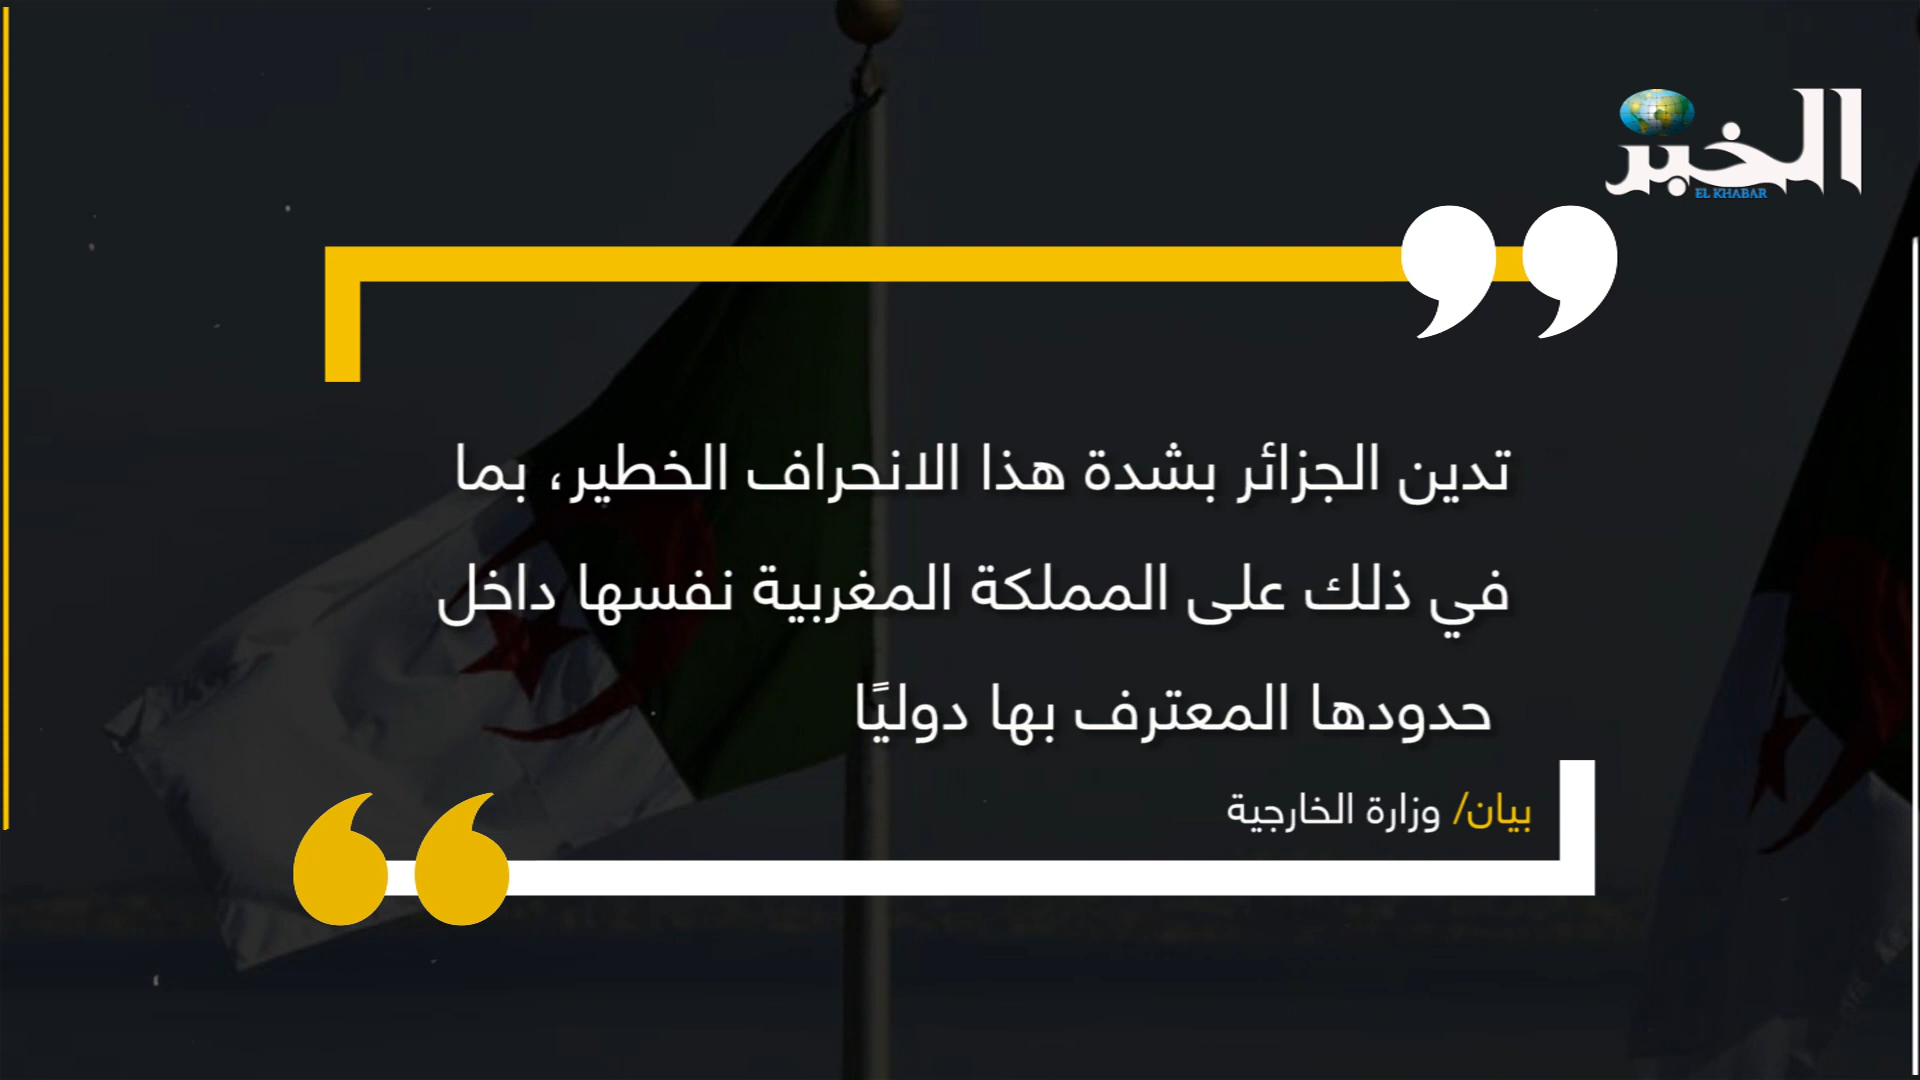 الخبر
EL KHABAR
تدين الجزائر بشدة هذا الانحراف الخطير، بما
في ذلك على المملكة المغربية نفسها داخل
حدودها المعترف بها دوليًا
بيان/ وزارة الخارجية